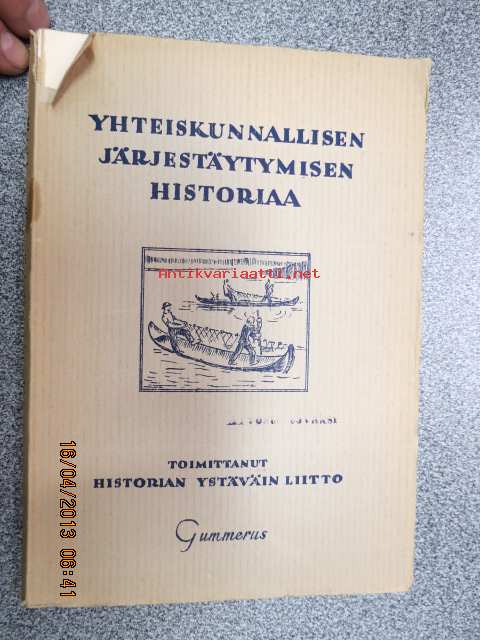 YHTEISKUNNALLISEN
JÄRJESTÄYTYMISEN
HISTORIAA
Antikvariaatti.net
TOIMITTANUT
HISTORIAN YSTÄVÄIN LIITTO
Gummerus
16/04/2013 06:41